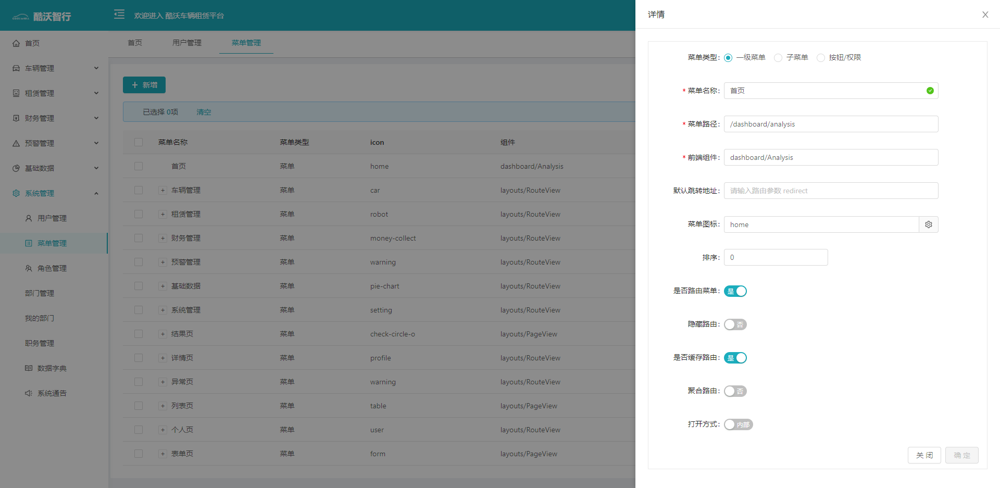 COOLWELL 酷沃智行
欢迎进入 酷沃车辆租赁平台
首页
车辆管理
租赁管理
财务管理
预警管理
基础数据
系统管理
用户管理
菜单管理
角色管理
部门管理
我的部门
职务管理
数据字典
系统通告
首页 用户管理 菜单管理
+ 新增
已选择 0项 清空
菜单名称 菜单类型 icon 组件
首页 菜单 home dashboard/Analysis
+ 车辆管理 菜单 car layouts/RouteView
+ 租赁管理 菜单 robot layouts/RouteView
+ 财务管理 菜单 money-collect layouts/RouteView
+ 预警管理 菜单 warning layouts/RouteView
+ 基础数据 菜单 pie-chart layouts/RouteView
+ 系统管理 菜单 setting layouts/RouteView
+ 结果页 菜单 check-circle-o layouts/PageView
+ 详情页 菜单 profile layouts/RouteView
+ 异常页 菜单 warning layouts/RouteView
+ 列表页 菜单 table layouts/PageView
+ 个人页 菜单 user layouts/RouteView
+ 表单页 菜单 form layouts/PageView
详情 X
菜单类型: 一级菜单 子菜单 按钮/权限
* 菜单名称: 首页
* 菜单路径: /dashboard/analysis
* 前端组件: dashboard/Analysis
默认跳转地址: 请输入路由参数 redirect
菜单图标: home
排序: 0
是否路由菜单: 是
隐藏路由: 否
是否缓存路由: 是
聚合路由: 否
打开方式: 内部
关 闭 确 定